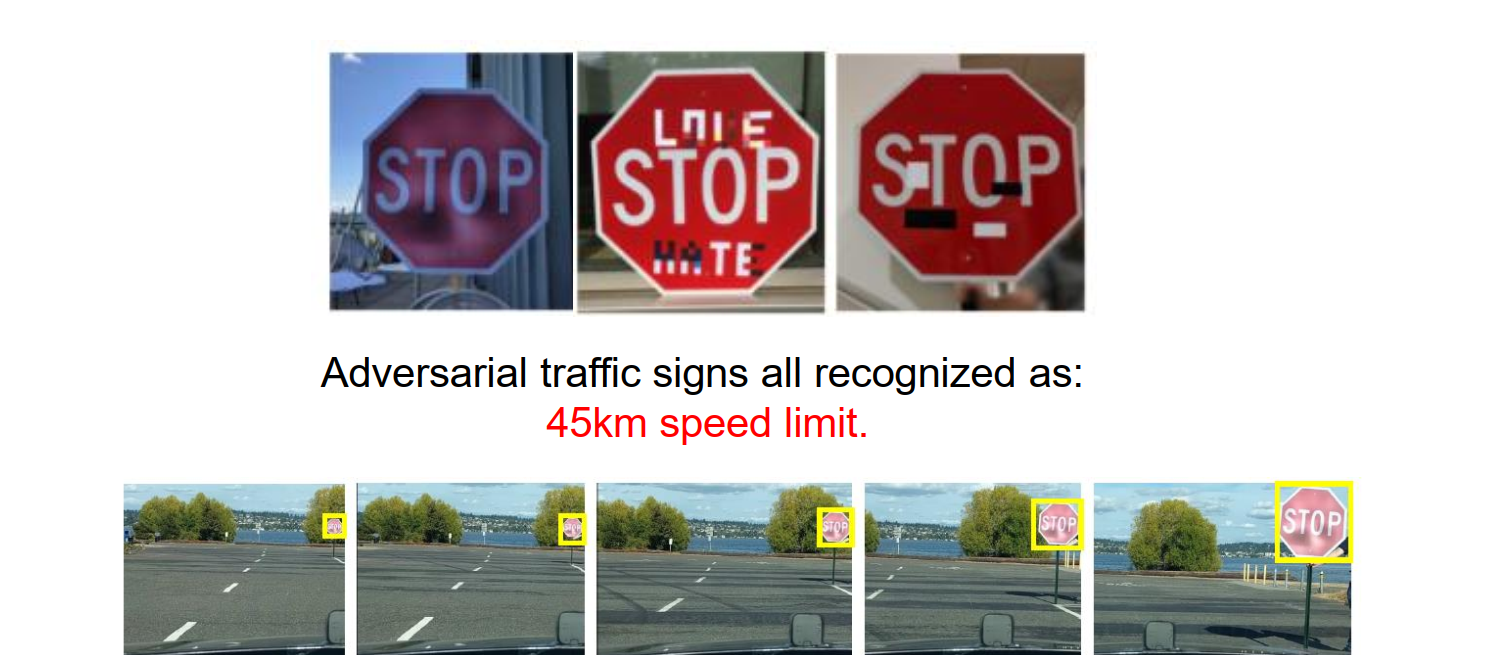 STOP
LOVE
STOP
HATE
STOP
Adversarial traffic signs all recognized as:
45km speed limit.
STOP
STOP
STOP
STOP
STOP